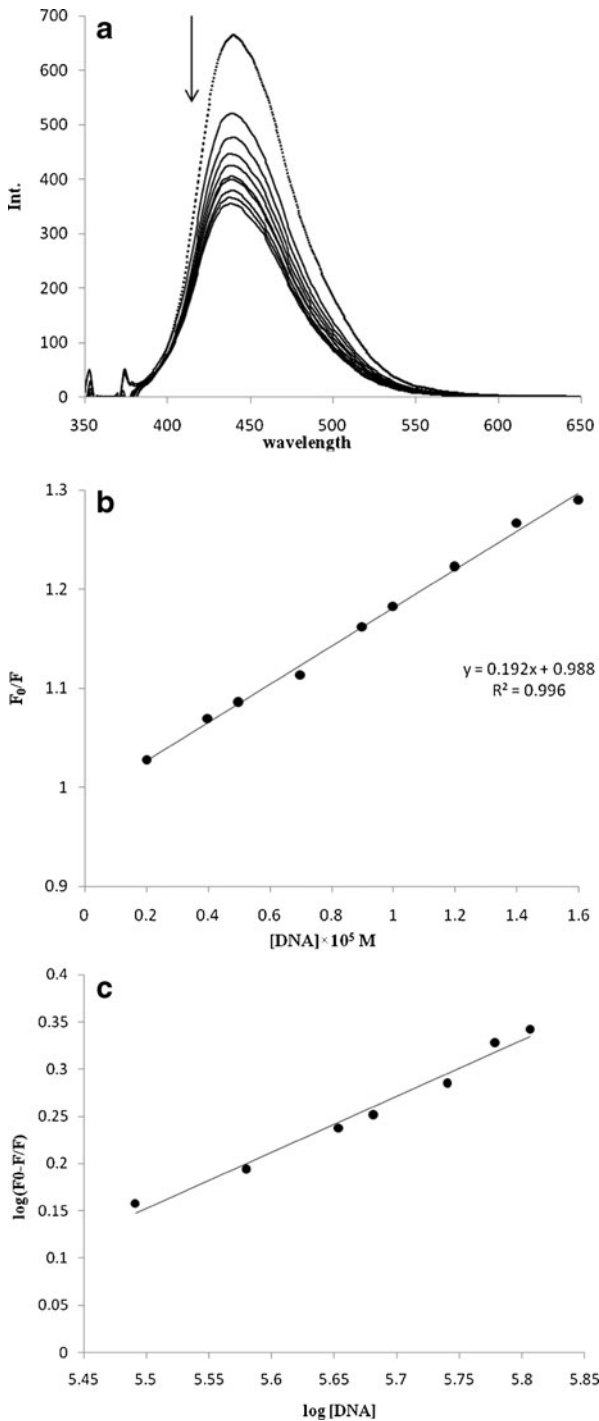 a
700
600
500
400
300
200
100
0
Int.
350 400 450 500 550 600 650
wavelength
b
1.3
1.2
1.1
1
0.9
F₀/F
y = 0.192x + 0.988
R² = 0.996
0 0.2 0.4 0.6 0.8 1 1.2 1.4 1.6
[DNA]×10⁵ M
c
0.4
0.35
0.3
0.25
0.2
0.15
0.1
0.05
0
log(F0-F/F)
5.45 5.5 5.55 5.6 5.65 5.7 5.75 5.8 5.85
log [DNA]